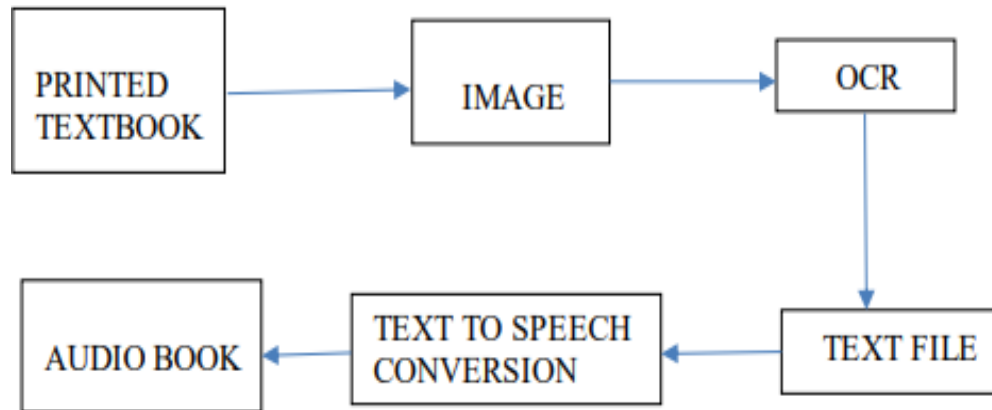 PRINTED
TEXTBOOK
IMAGE
OCR
TEXT FILE
TEXT TO SPEECH
CONVERSION
AUDIO BOOK